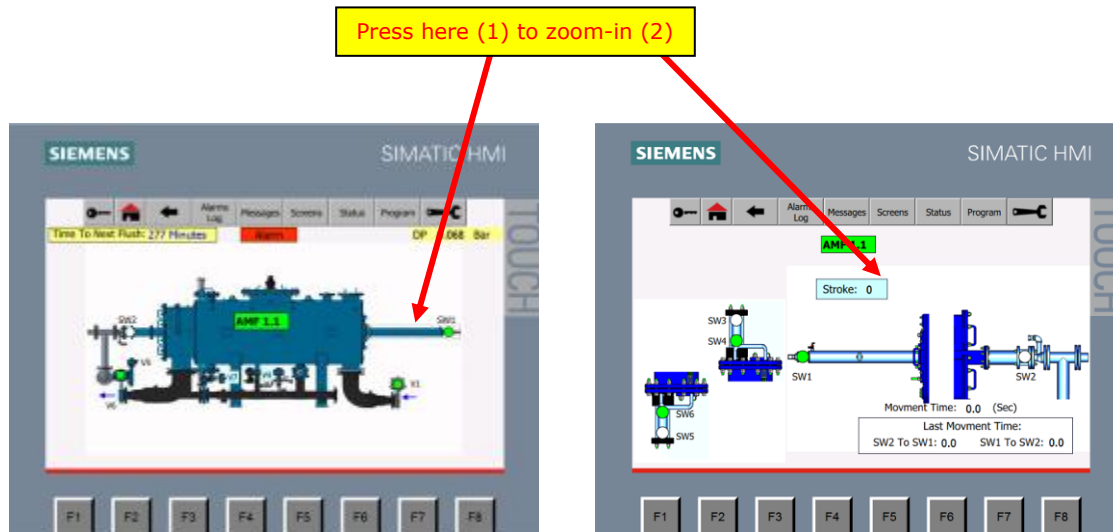 Press here (1) to zoom-in (2)
SIEMENS
SIMATIC HMI
Alarms Log
Messages
Screens
Status
Program
Time To Next Flush: 277 Minutes
Alarm
DP
.068 Bar
AMF 1.1
SW2
SW1
V5
V6
V1
TOUCH
F1
F2
F3
F4
F5
F6
F7
F8
SIEMENS
SIMATIC HMI
Alarms Log
Messages
Screens
Status
Program
AMF 1.1
Stroke: 0
SW3
SW4
SW1
0
SW2
SW6
SW5
Movment Time: 0.0 (Sec)
Last Movment Time:
SW2 To SW1: 0.0 SW1 To SW2: 0.0
TOUCH
F1
F2
F3
F4
F5
F6
F7
F8